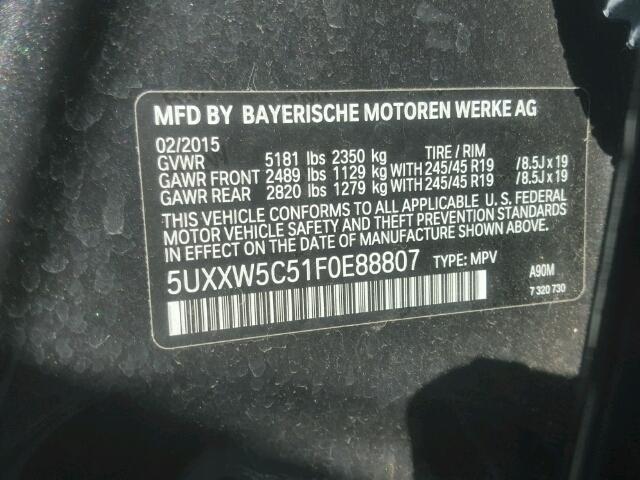 MFD BY BAYERISCHE MOTOREN WERKE AG
02/2015
GVWR 5181 lbs 2350 kg TIRE / RIM
GAWR FRONT 2489 lbs 1129 kg WITH 245/45 R19 /8.5J x 19
GAWR REAR 2820 lbs 1279 kg WITH 245/45 R19 /8.5J x 19
THIS VEHICLE CONFORMS TO ALL APPLICABLE U.S. FEDERAL
MOTOR VEHICLE SAFETY AND THEFT PREVENTION STANDARDS
IN EFFECT ON THE DATE OF MANUFACTURE SHOWN ABOVE
5UXXW5C51F0E88807 TYPE: MPV
A90M
7 320 730